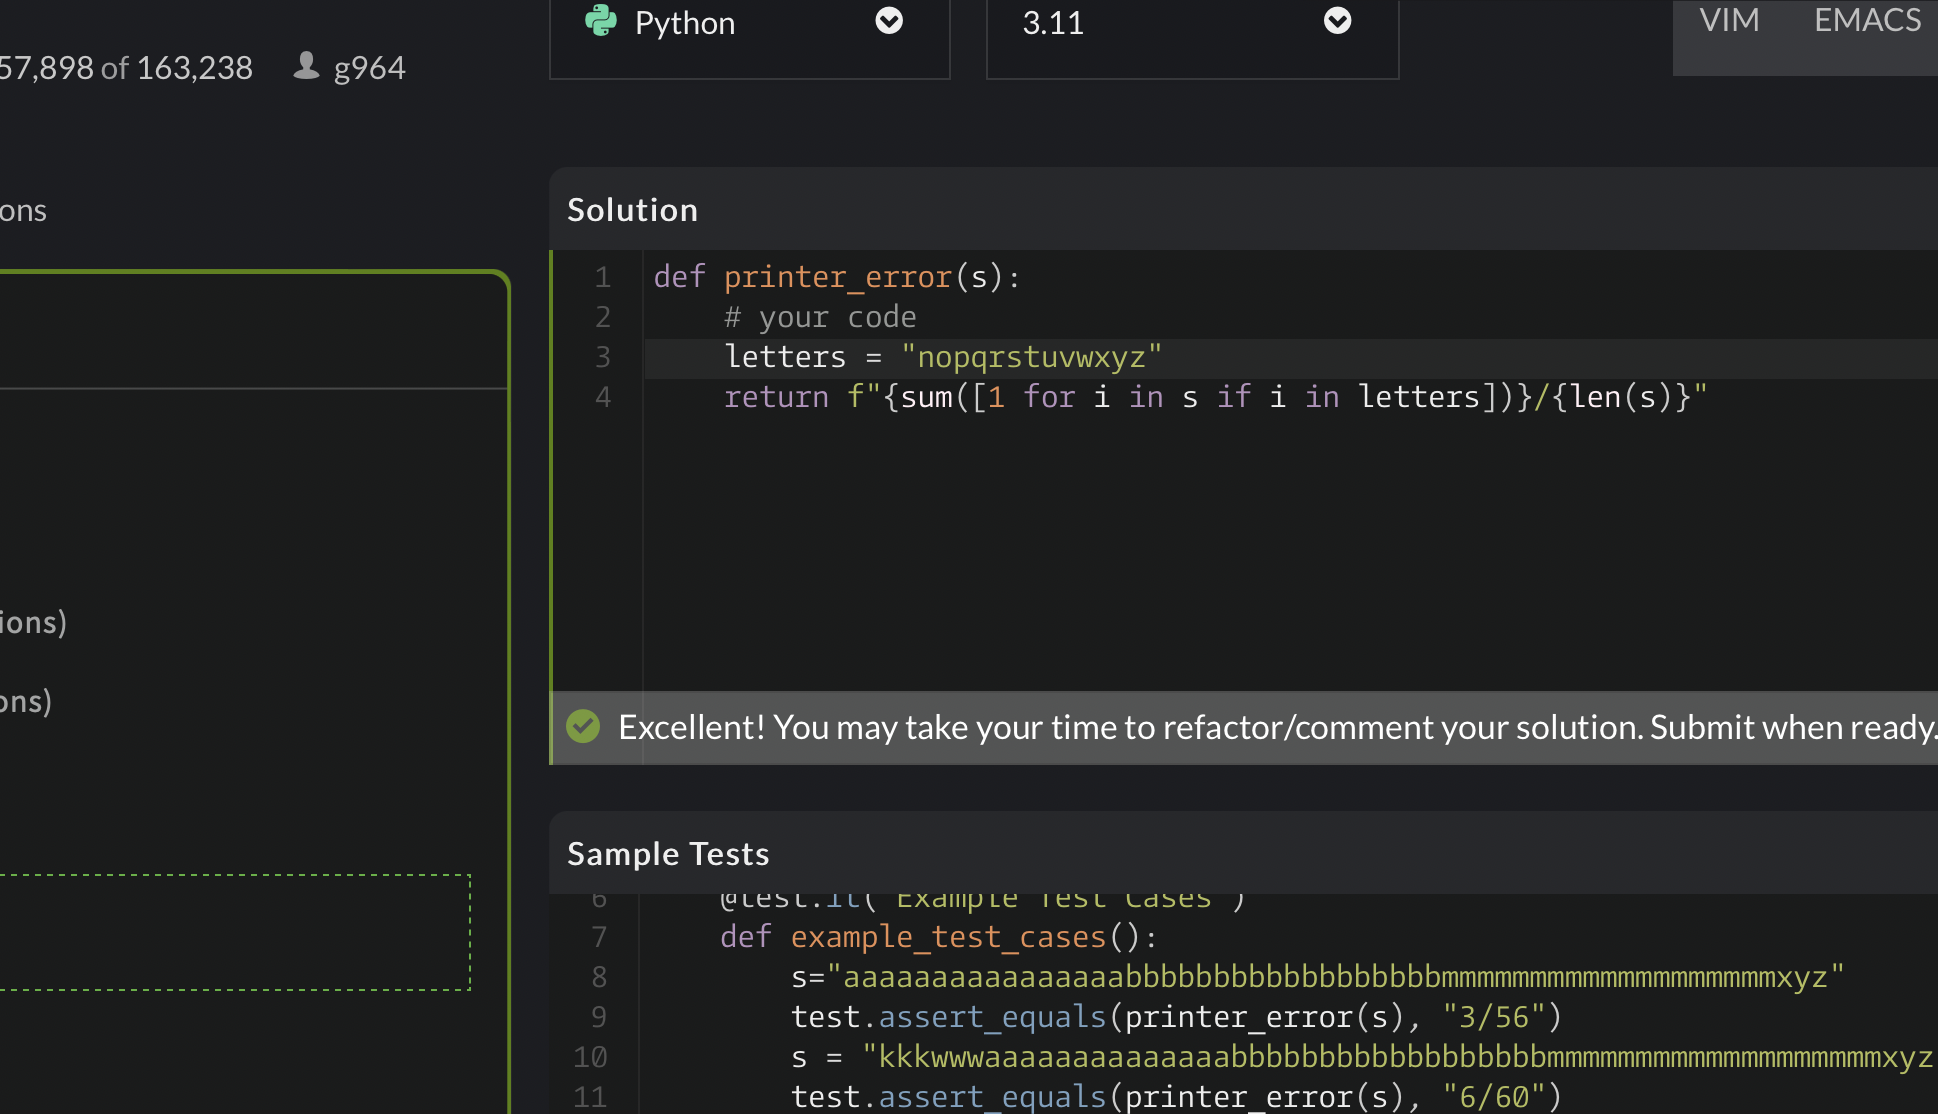 Python
3.11
VIM EMACS
57,898 of 163,238 g964
ons
Solution
1 def printer_error(s):
2 # your code
3 letters = "nopqrstuvwxyz"
4 return f"{sum([1 for i in s if i in letters])}/{len(s)}"
ions)
ons)
Excellent! You may take your time to refactor/comment your solution. Submit when ready.
Sample Tests
6 @test.it("Example Test Cases")
7 def example_test_cases():
8 s="aaaaaaaaaaaaaaaabbbbbbbbbbbbbbbbbbmmmmmmmmmmmmmmmmmmmxyz"
9 test.assert_equals(printer_error(s), "3/56")
10 s = "kkkwwwaaaaaaaaaaaaaabbbbbbbbbbbbbbbbbbmmmmmmmmmmmmmmmmmmmxyz
11 test.assert_equals(printer_error(s), "6/60")